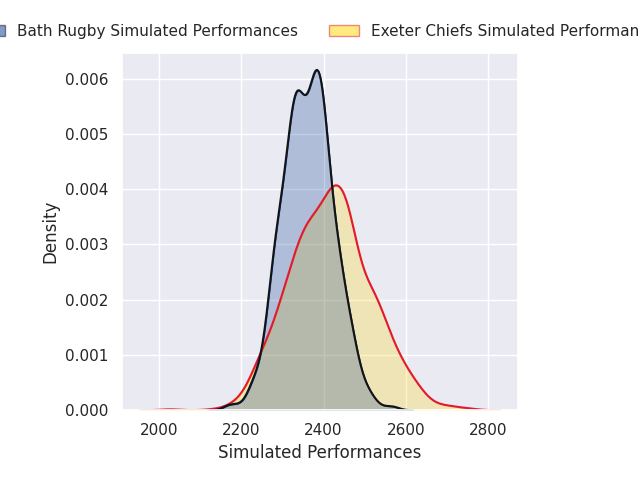 Bath Rugby Simulated Performances Exeter Chiefs Simulated
0.006
0.005
0.004
0.003
0.002
0.001
0.000
Density
2000 2200 2400 2600 2800
Simulated Performances